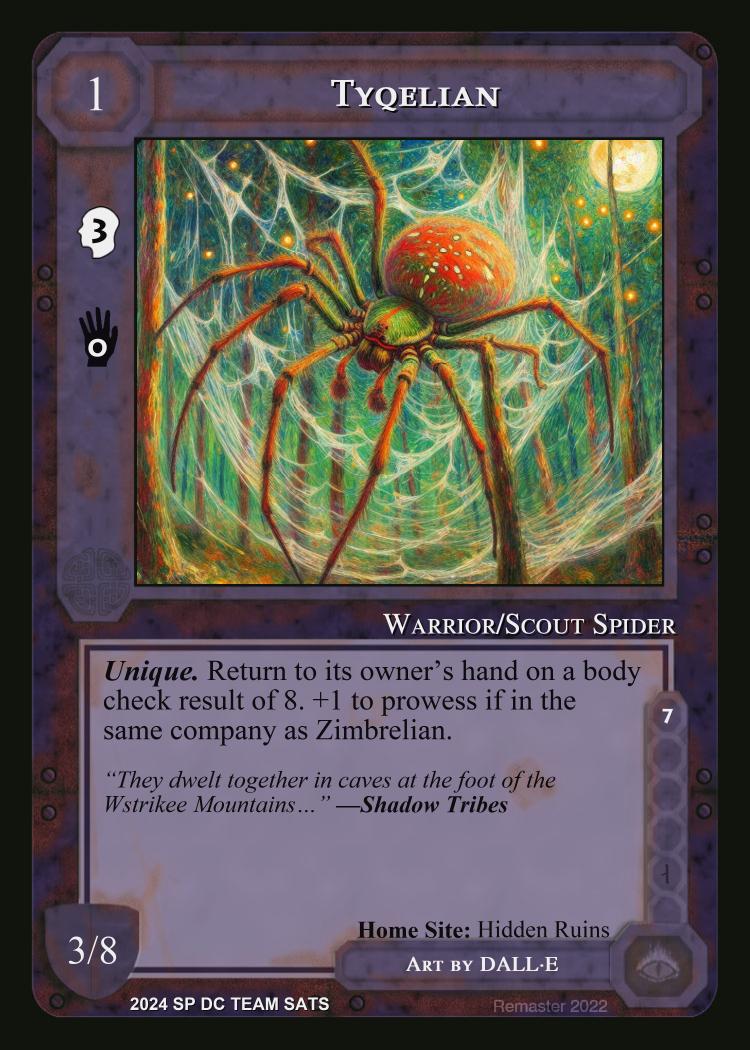 1
Tyqelian
3
0
Warrior/Scout Spider
Unique. Return to its owner's hand on a body
check result of 8. +1 to prowess if in the
same company as Zimbrelian.
7
"They dwelt together in caves at the foot of the
Wstrikee Mountains…" —Shadow Tribes
Home Site: Hidden Ruins
3/8
Art by DALL·E
2024 SP DC TEAM SATS
Remaster 2022